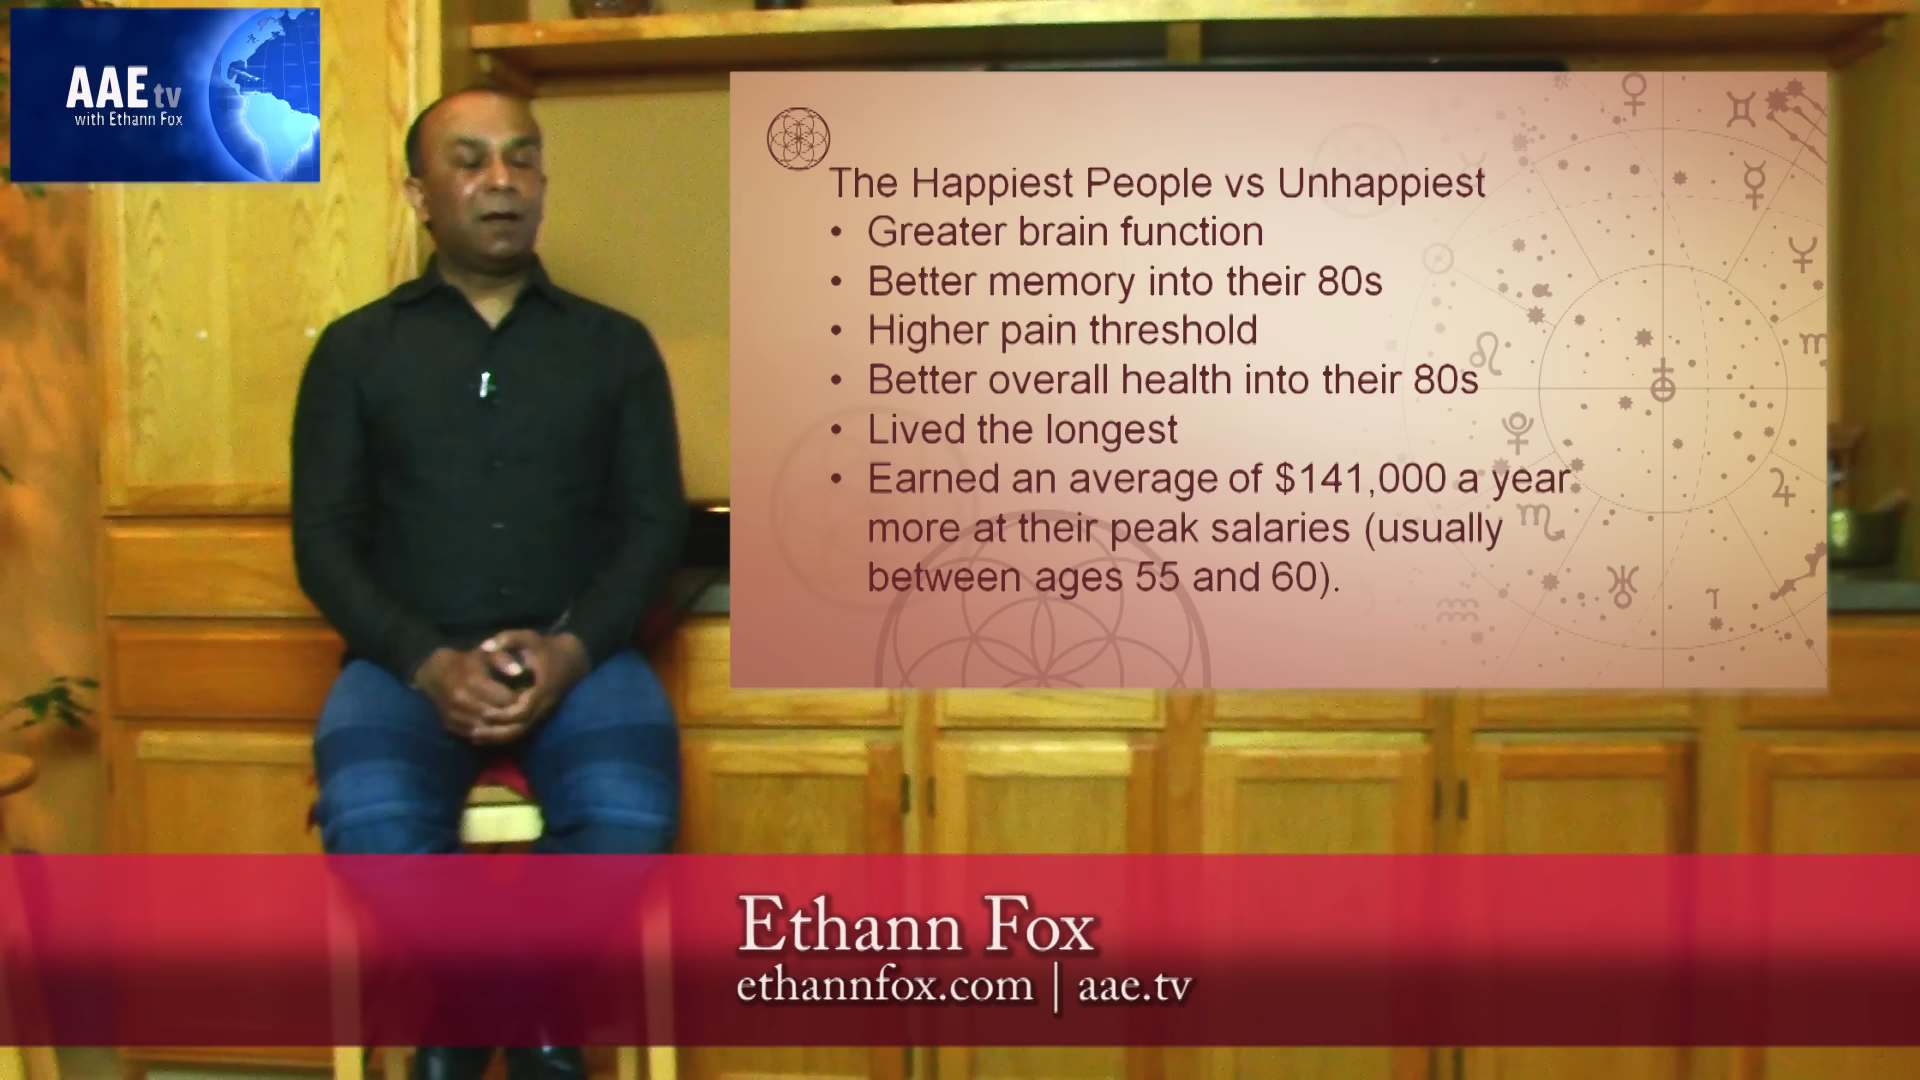 AAE tv
with Ethann Fox
The Happiest People vs Unhappiest
• Greater brain function
• Better memory into their 80s
• Higher pain threshold
• Better overall health into their 80s
• Lived the longest
• Earned an average of $141,000 a year
more at their peak salaries (usually
between ages 55 and 60).
Ethann Fox
ethannfox.com | aae.tv